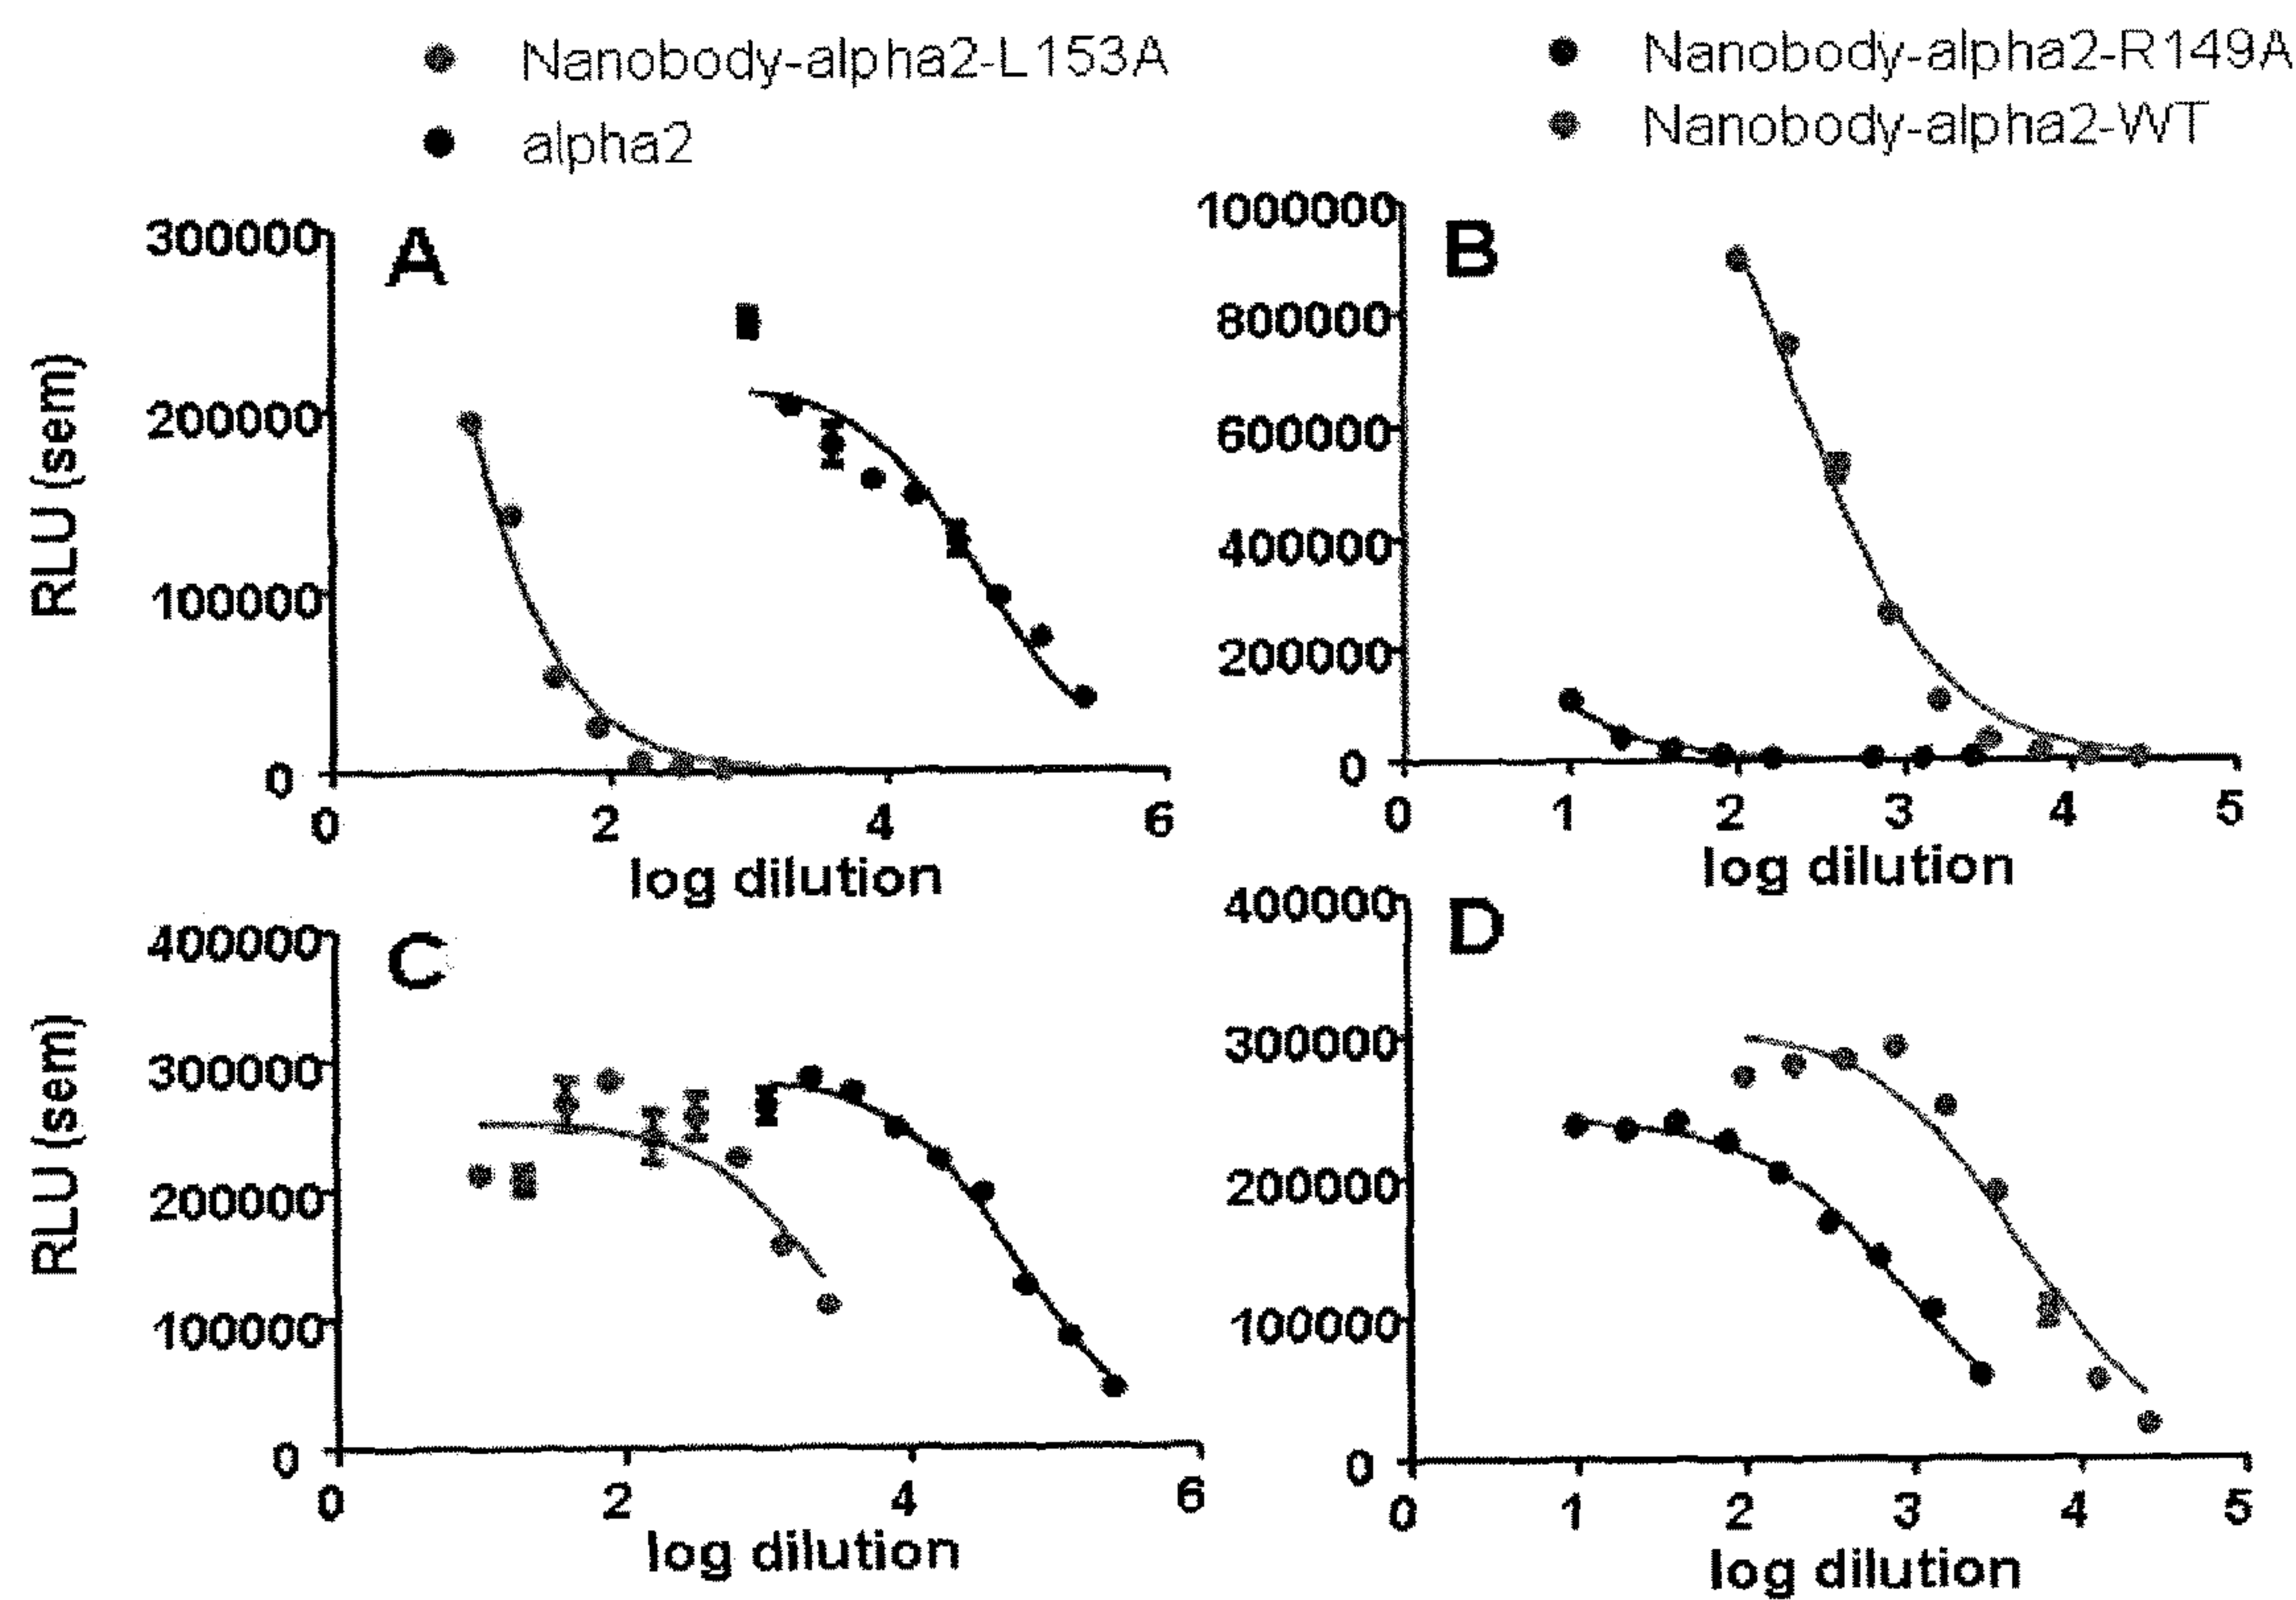 Nanobody-alpha2-L153A
alpha2
Nanobody-alpha2-R149A
Nanobody-alpha2-WT
A
300000
200000
100000
0
RLU (sem)
0 2 4 6
log dilution
B
1000000
800000
600000
400000
200000
0
0 1 2 3 4 5
log dilution
C
400000
300000
200000
100000
0
RLU (sem)
0 2 4 6
log dilution
D
400000
300000
200000
100000
0
0 1 2 3 4 5
log dilution